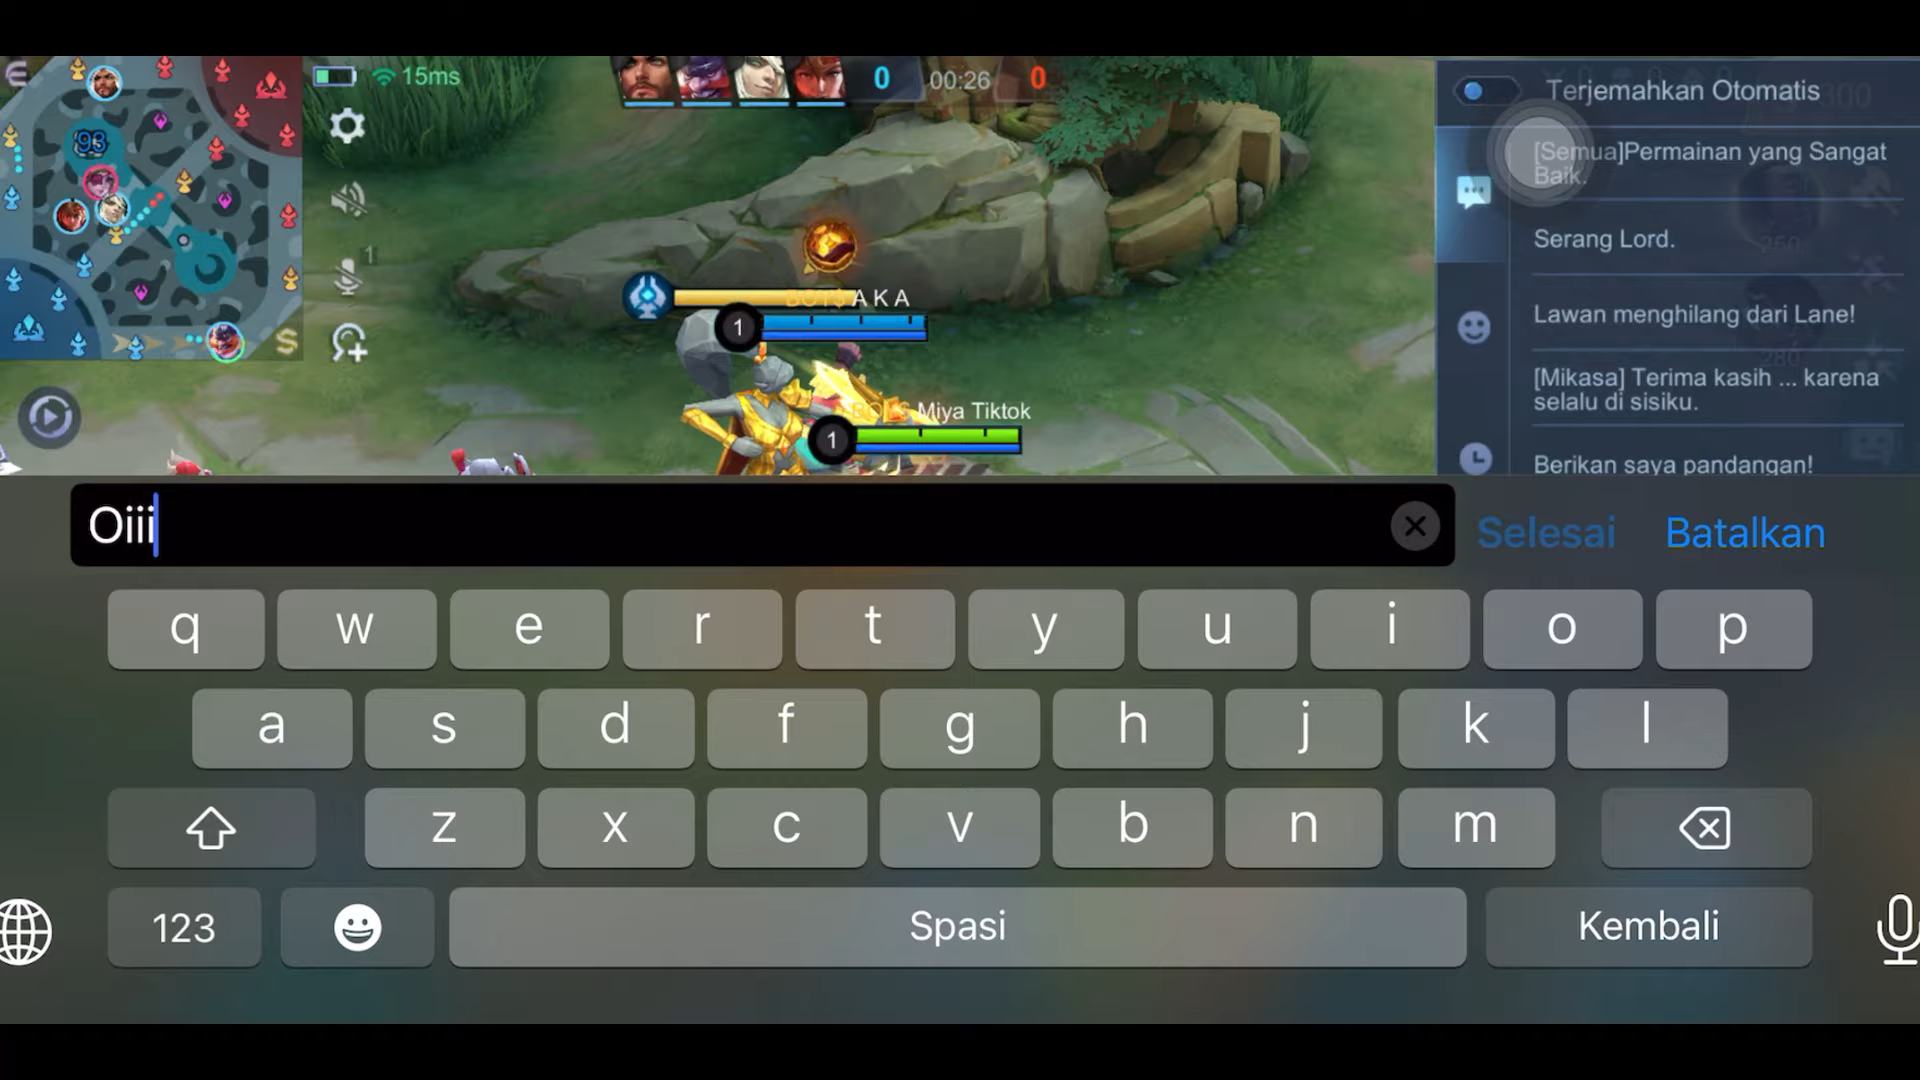 15ms
0
00:26
0
Terjemahkan Otomatis
[Semua]Permainan yang Sangat
Baik.
Serang Lord.
Lawan menghilang dari Lane!
[Mikasa] Terima kasih ... karena
selalu di sisiku.
Berikan saya pandangan!
93
1
S A K A
1
Miya Tiktok
1
Oiii
Selesai
Batalkan
q w e r t y u i o p
a s d f g h j k l
z x c v b n m
123
Spasi
Kembali